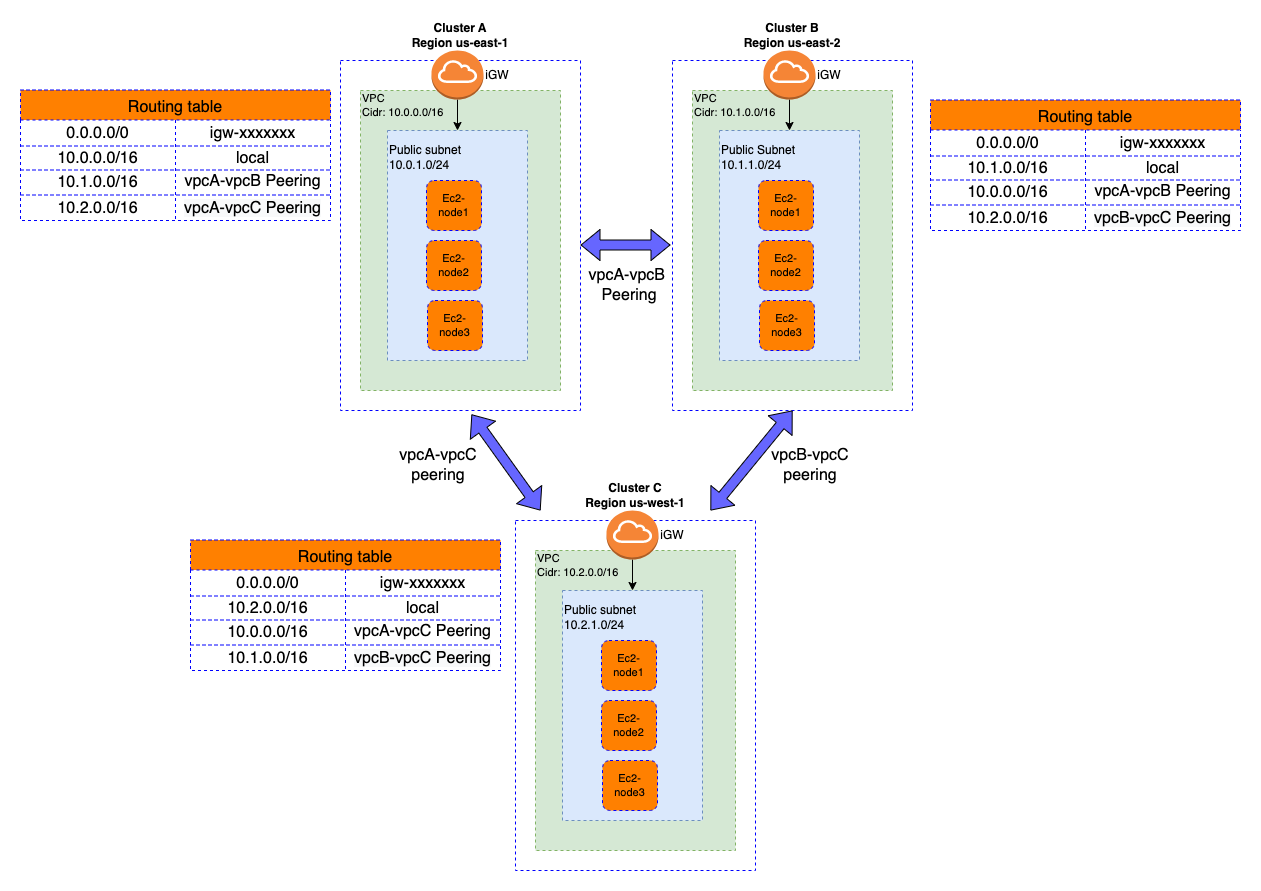 Cluster A
Region us-east-1
iGW
VPC
Cidr: 10.0.0.0/16
Public subnet
10.0.1.0/24
Ec2-
node1
Ec2-
node2
Ec2-
node3
Routing table
0.0.0.0/0 igw-xxxxxxx
10.0.0.0/16 local
10.1.0.0/16 vpcA-vpcB Peering
10.2.0.0/16 vpcA-vpcC Peering
Cluster B
Region us-east-2
iGW
VPC
Cidr: 10.1.0.0/16
Public Subnet
10.1.1.0/24
Ec2-
node1
Ec2-
node2
Ec2-
node3
Routing table
0.0.0.0/0 igw-xxxxxxx
10.1.0.0/16 local
10.0.0.0/16 vpcA-vpcB Peering
10.2.0.0/16 vpcB-vpcC Peering
vpcA-vpcB
Peering
vpcA-vpcC
peering
vpcB-vpcC
peering
Cluster C
Region us-west-1
iGW
VPC
Cidr: 10.2.0.0/16
Public subnet
10.2.1.0/24
Ec2-
node1
Ec2-
node2
Ec2-
node3
Routing table
0.0.0.0/0 igw-xxxxxxx
10.2.0.0/16 local
10.0.0.0/16 vpcA-vpcC Peering
10.1.0.0/16 vpcB-vpcC Peering